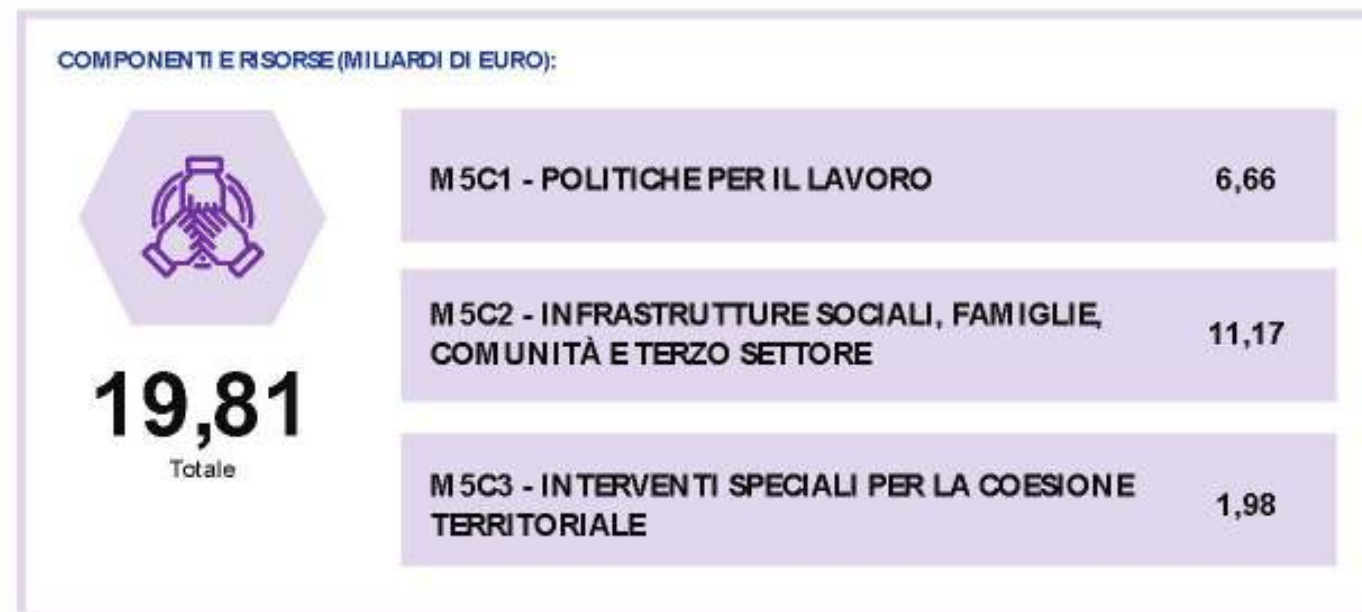 COMPONENTI E RISORSE (MILIARDI DI EURO):
M5C1 - POLITICHE PER IL LAVORO 6,66
M5C2 - INFRASTRUTTURE SOCIALI, FAMIGLIE,
COMUNITÀ E TERZO SETTORE 11,17
19,81
Totale
M5C3 - INTERVENTI SPECIALI PER LA COESIONE
TERRITORIALE 1,98